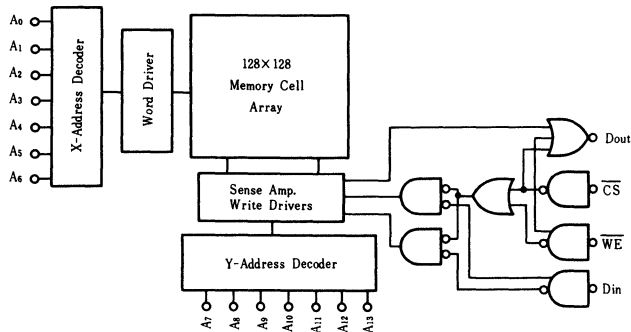 A0
A1
A2
A3
A4
A5
A6
X-Address Decoder
Word Driver
128×128
Memory Cell
Array
Sense Amp.
Write Drivers
Y-Address Decoder
A7
A8
A9
A10
A11
A12
A13
Dout
CS
WE
Din